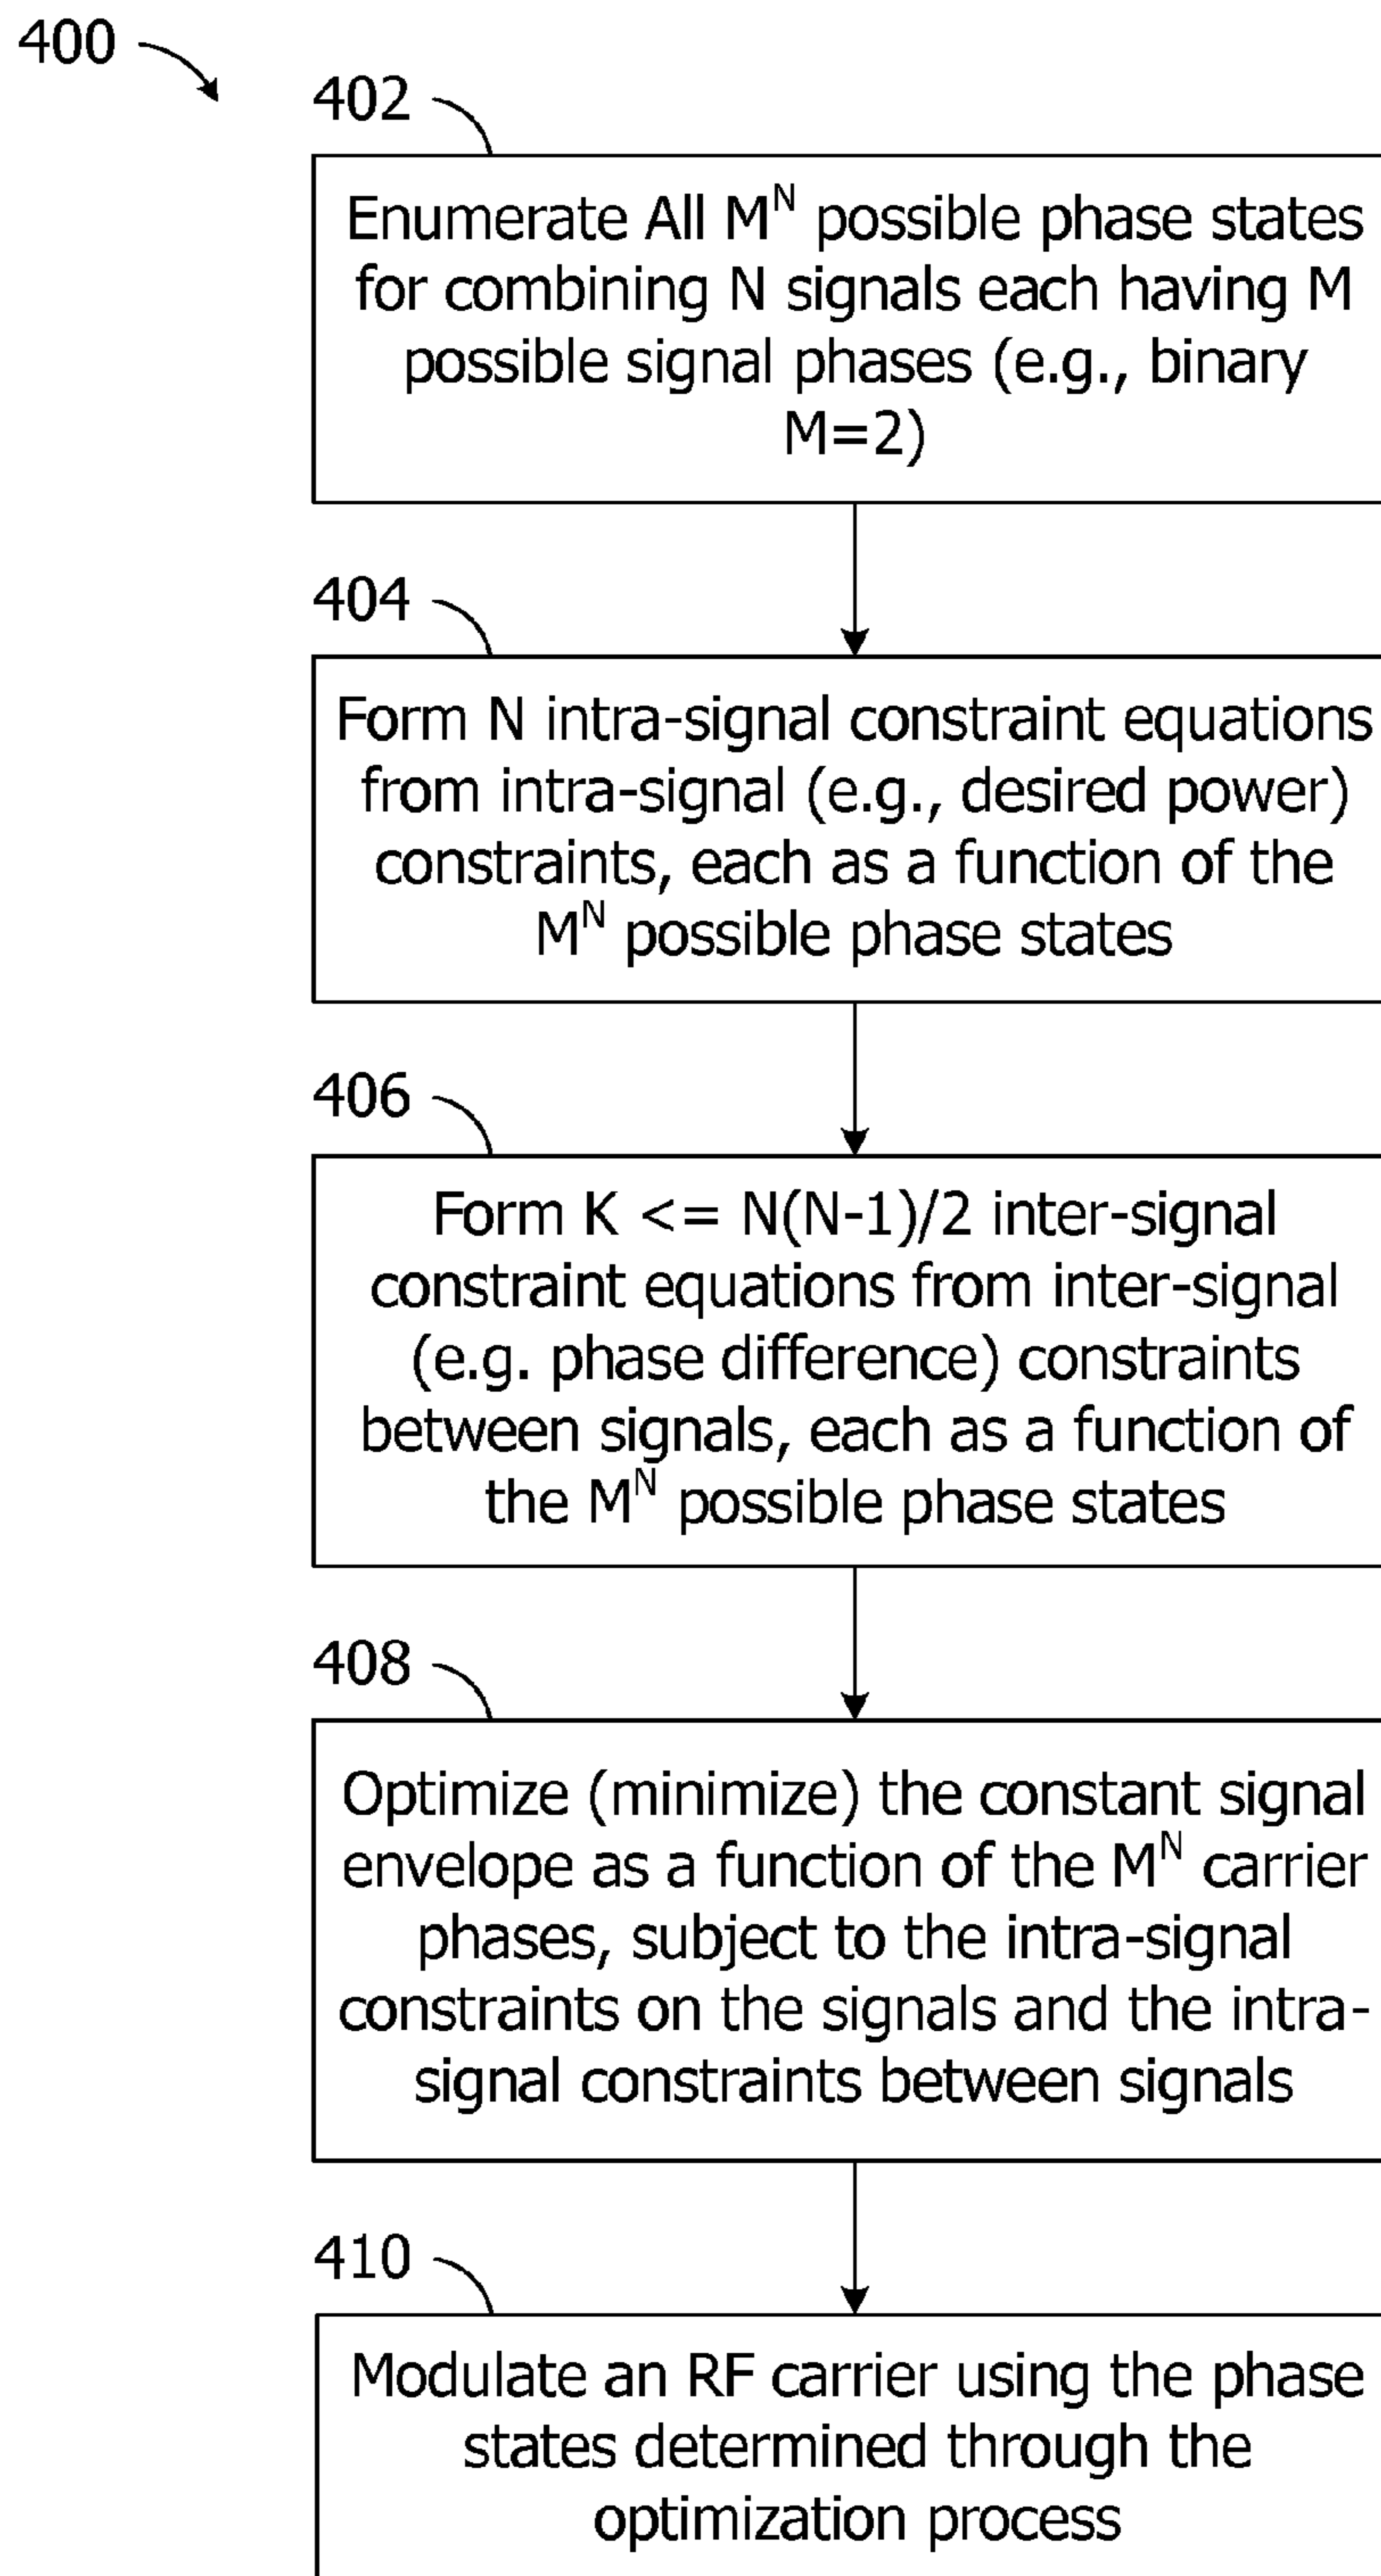 400
402
Enumerate All M^N possible phase states
for combining N signals each having M
possible signal phases (e.g., binary
M=2)
404
Form N intra-signal constraint equations
from intra-signal (e.g., desired power)
constraints, each as a function of the
M^N possible phase states
406
Form K <= N(N-1)/2 inter-signal
constraint equations from inter-signal
(e.g. phase difference) constraints
between signals, each as a function of
the M^N possible phase states
408
Optimize (minimize) the constant signal
envelope as a function of the M^N carrier
phases, subject to the intra-signal
constraints on the signals and the intra-
signal constraints between signals
410
Modulate an RF carrier using the phase
states determined through the
optimization process